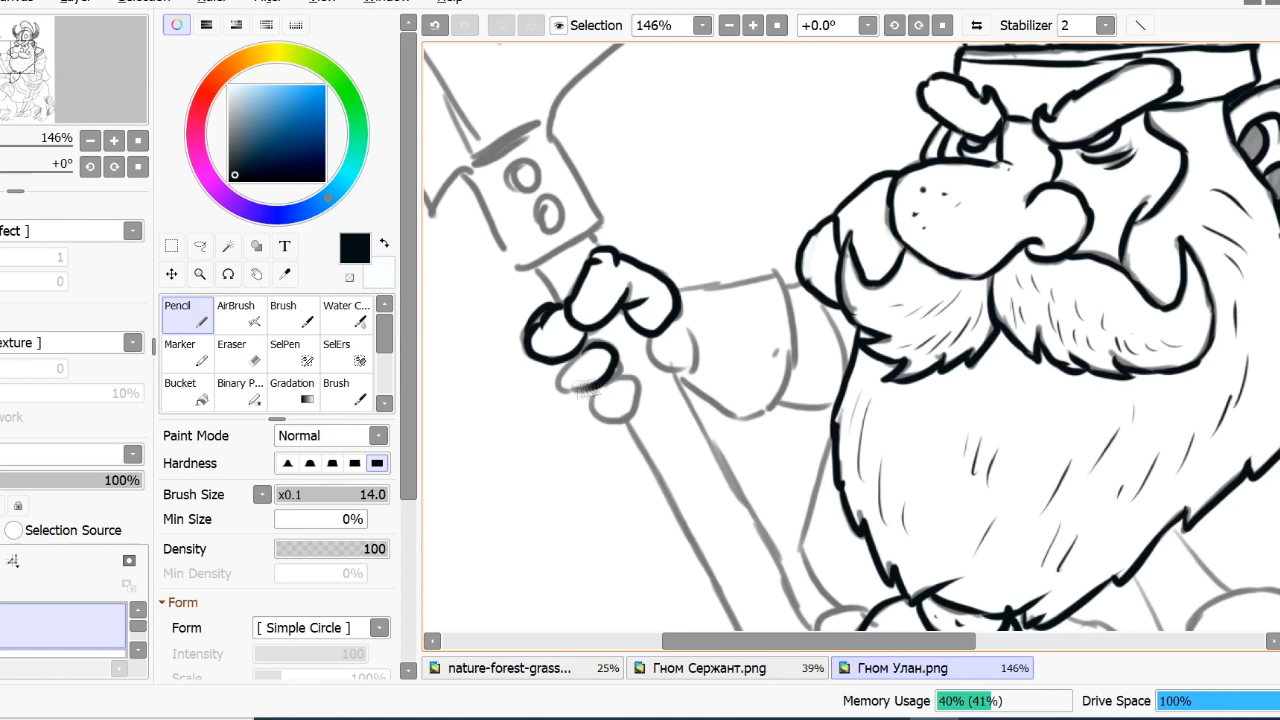 Selection
146%
+0.0°
Stabilizer 2
146%
+0°
ffect ]
1
0
exture ]
0
10%
work
100%
Selection Source
T
Pencil
AirBrush
Brush
Water C...
Marker
Eraser
SelPen
SelErs
Bucket
Binary P...
Gradation
Brush
Paint Mode
Normal
Hardness
Brush Size
x0.1
14.0
Min Size
0%
Density
100
Min Density
0%
Form
Form
[ Simple Circle ]
Intensity
100
100%
nature-forest-grass...
25%
Гном Сержант.png
39%
Гном Улан.png
146%
Memory Usage
40% (41%)
Drive Space
100%